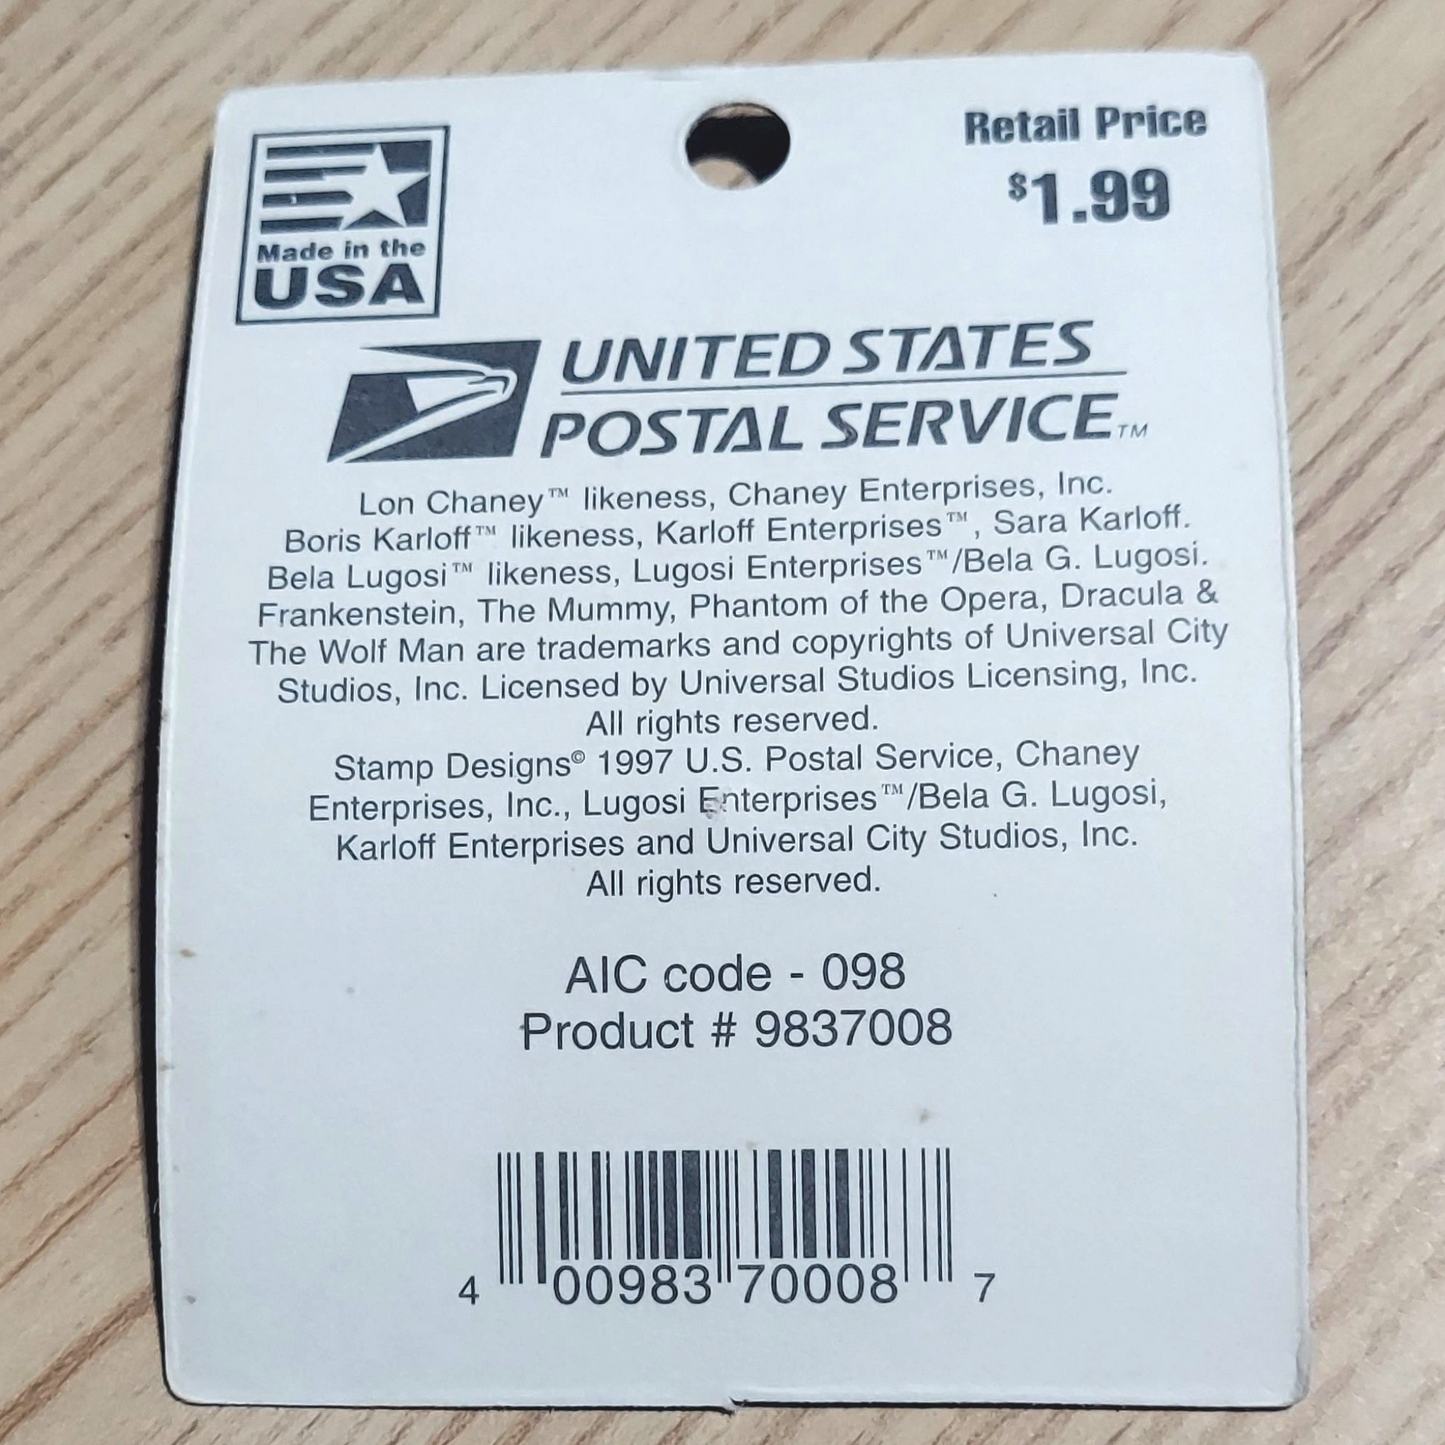 Made in the
USA
Retail Price
$1.99
UNITED STATES
POSTAL SERVICE™
Lon Chaney™ likeness, Chaney Enterprises, Inc.
Boris Karloff™ likeness, Karloff Enterprises™, Sara Karloff.
Bela Lugosi™ likeness, Lugosi Enterprises™/Bela G. Lugosi.
Frankenstein, The Mummy, Phantom of the Opera, Dracula &
The Wolf Man are trademarks and copyrights of Universal City
Studios, Inc. Licensed by Universal Studios Licensing, Inc.
All rights reserved.
Stamp Designs© 1997 U.S. Postal Service, Chaney
Enterprises, Inc., Lugosi Enterprises™/Bela G. Lugosi,
Karloff Enterprises and Universal City Studios, Inc.
All rights reserved.
AIC code - 098
Product # 9837008
4 00983 70008 7